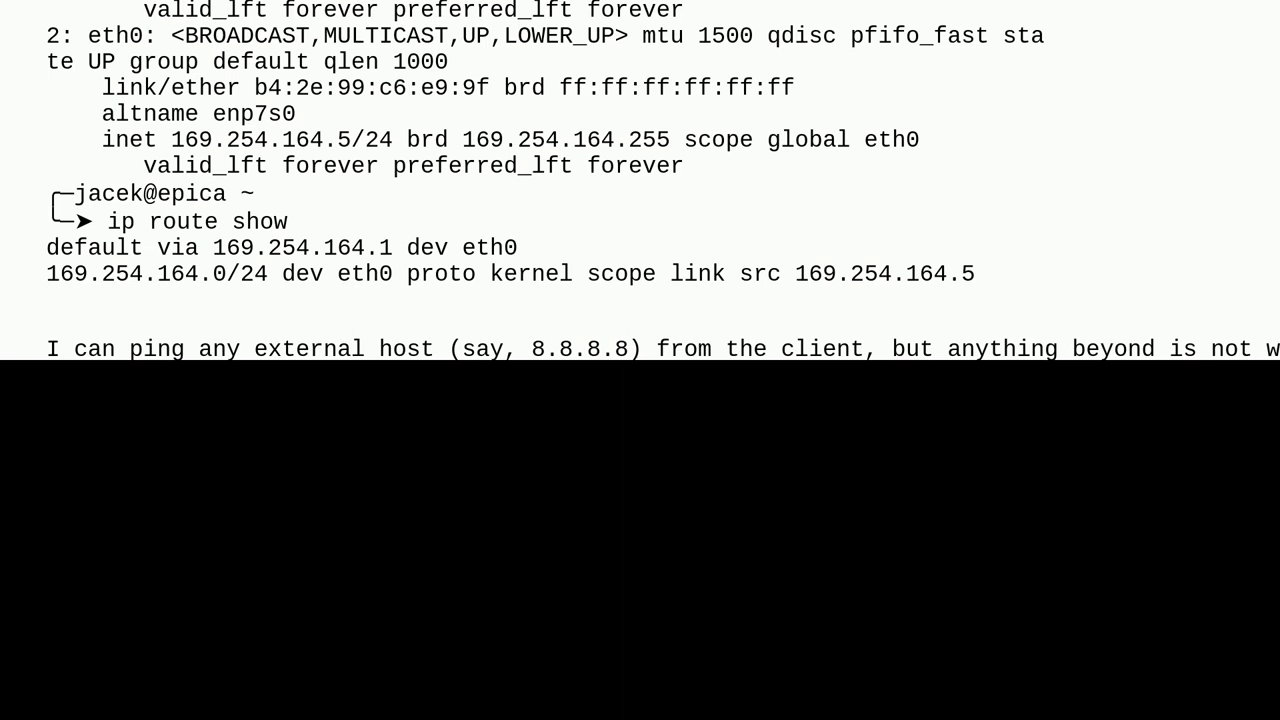 valid_lft forever preferred_lft forever
2: eth0: <BROADCAST,MULTICAST,UP,LOWER_UP> mtu 1500 qdisc pfifo_fast sta
te UP group default qlen 1000
link/ether b4:2e:99:c6:e9:9f brd ff:ff:ff:ff:ff:ff
altname enp7s0
inet 169.254.164.5/24 brd 169.254.164.255 scope global eth0
valid_lft forever preferred_lft forever
╭─jacek@epica ~
╰─➤ ip route show
default via 169.254.164.1 dev eth0
169.254.164.0/24 dev eth0 proto kernel scope link src 169.254.164.5
I can ping any external host (say, 8.8.8.8) from the client, but anything beyond is not w